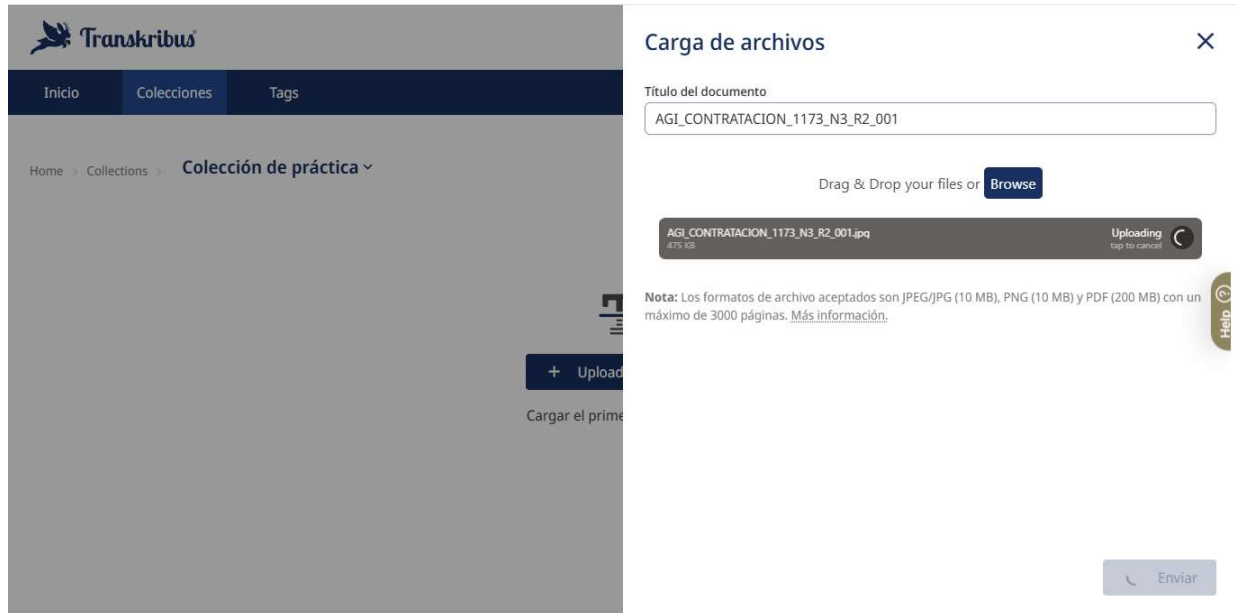 Transkribus
Inicio
Colecciones
Tags
Home > Collections > Colección de práctica
+ Upload
Cargar el prime
Carga de archivos
Título del documento
AGI_CONTRATACION_1173_N3_R2_001
Drag & Drop your files or Browse
AGI_CONTRATACION_1173_N3_R2_001.jpg
475 KB
Uploading
tap to cancel
Nota: Los formatos de archivo aceptados son JPEG/JPG (10 MB), PNG (10 MB) y PDF (200 MB) con un
máximo de 3000 páginas. Más información.
Help
Enviar